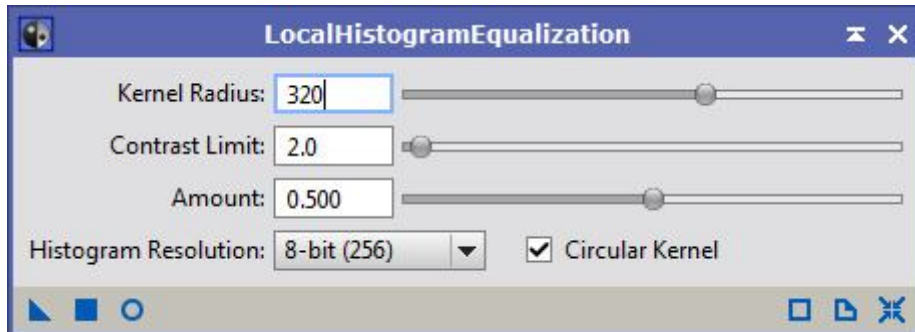 LocalHistogramEqualization
Kernel Radius: 320
Contrast Limit: 2.0
Amount: 0.500
Histogram Resolution: 8-bit (256) Circular Kernel